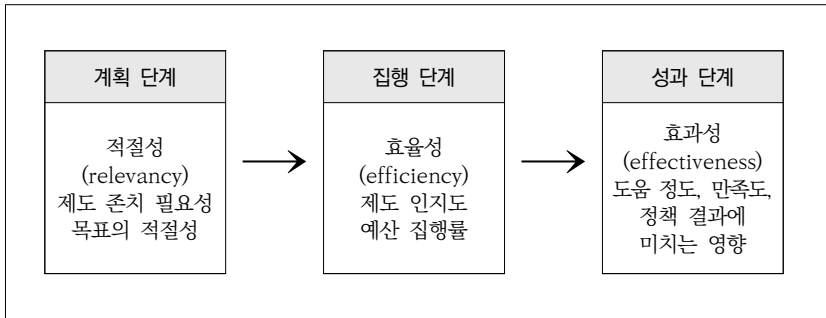 계획 단계
적절성
(relevancy)
제도 존치 필요성
목표의 적절성
집행 단계
효율성
(efficiency)
제도 인지도
예산 집행률
성과 단계
효과성
(effectiveness)
도움 정도, 만족도,
정책 결과에
미치는 영향